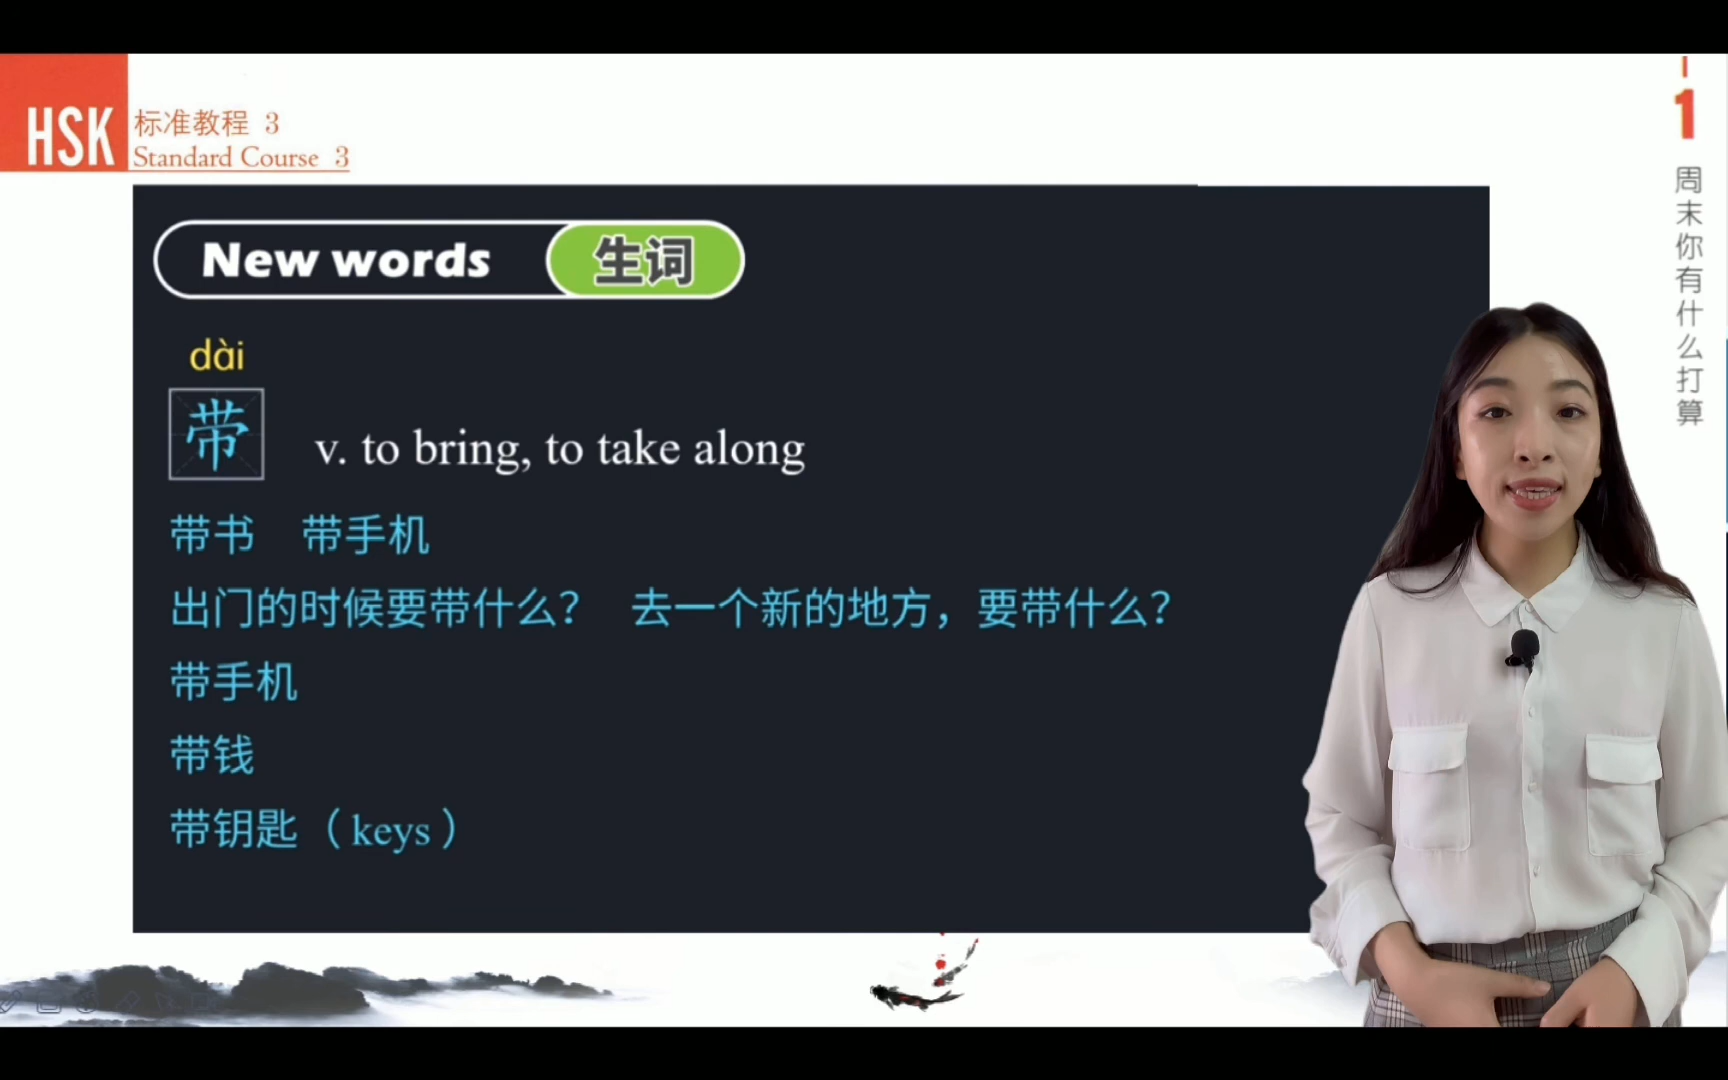 HSK
标准教程 3
Standard Course 3
New words 生词
dài
带 v. to bring, to take along
带书 带手机
出门的时候要带什么? 去一个新的地方，要带什么?
带手机
带钱
带钥匙（keys）
1
周末你有什么打算